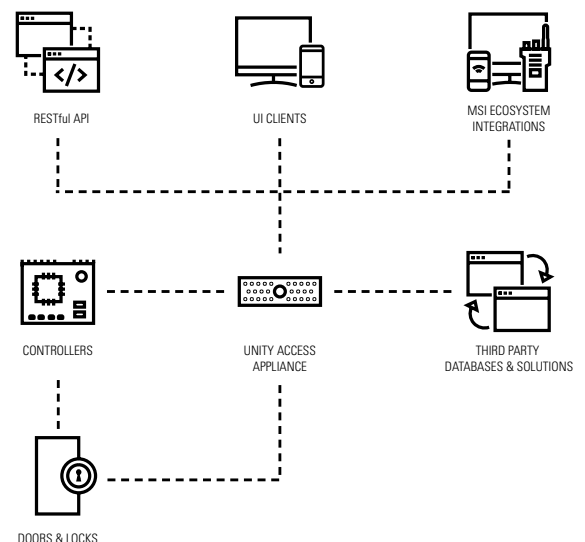 </>
RESTful API
UI CLIENTS
MSI ECOSYSTEM
INTEGRATIONS
CONTROLLERS
UNITY ACCESS
APPLIANCE
THIRD PARTY
DATABASES & SOLUTIONS
DOORS & LOCKS